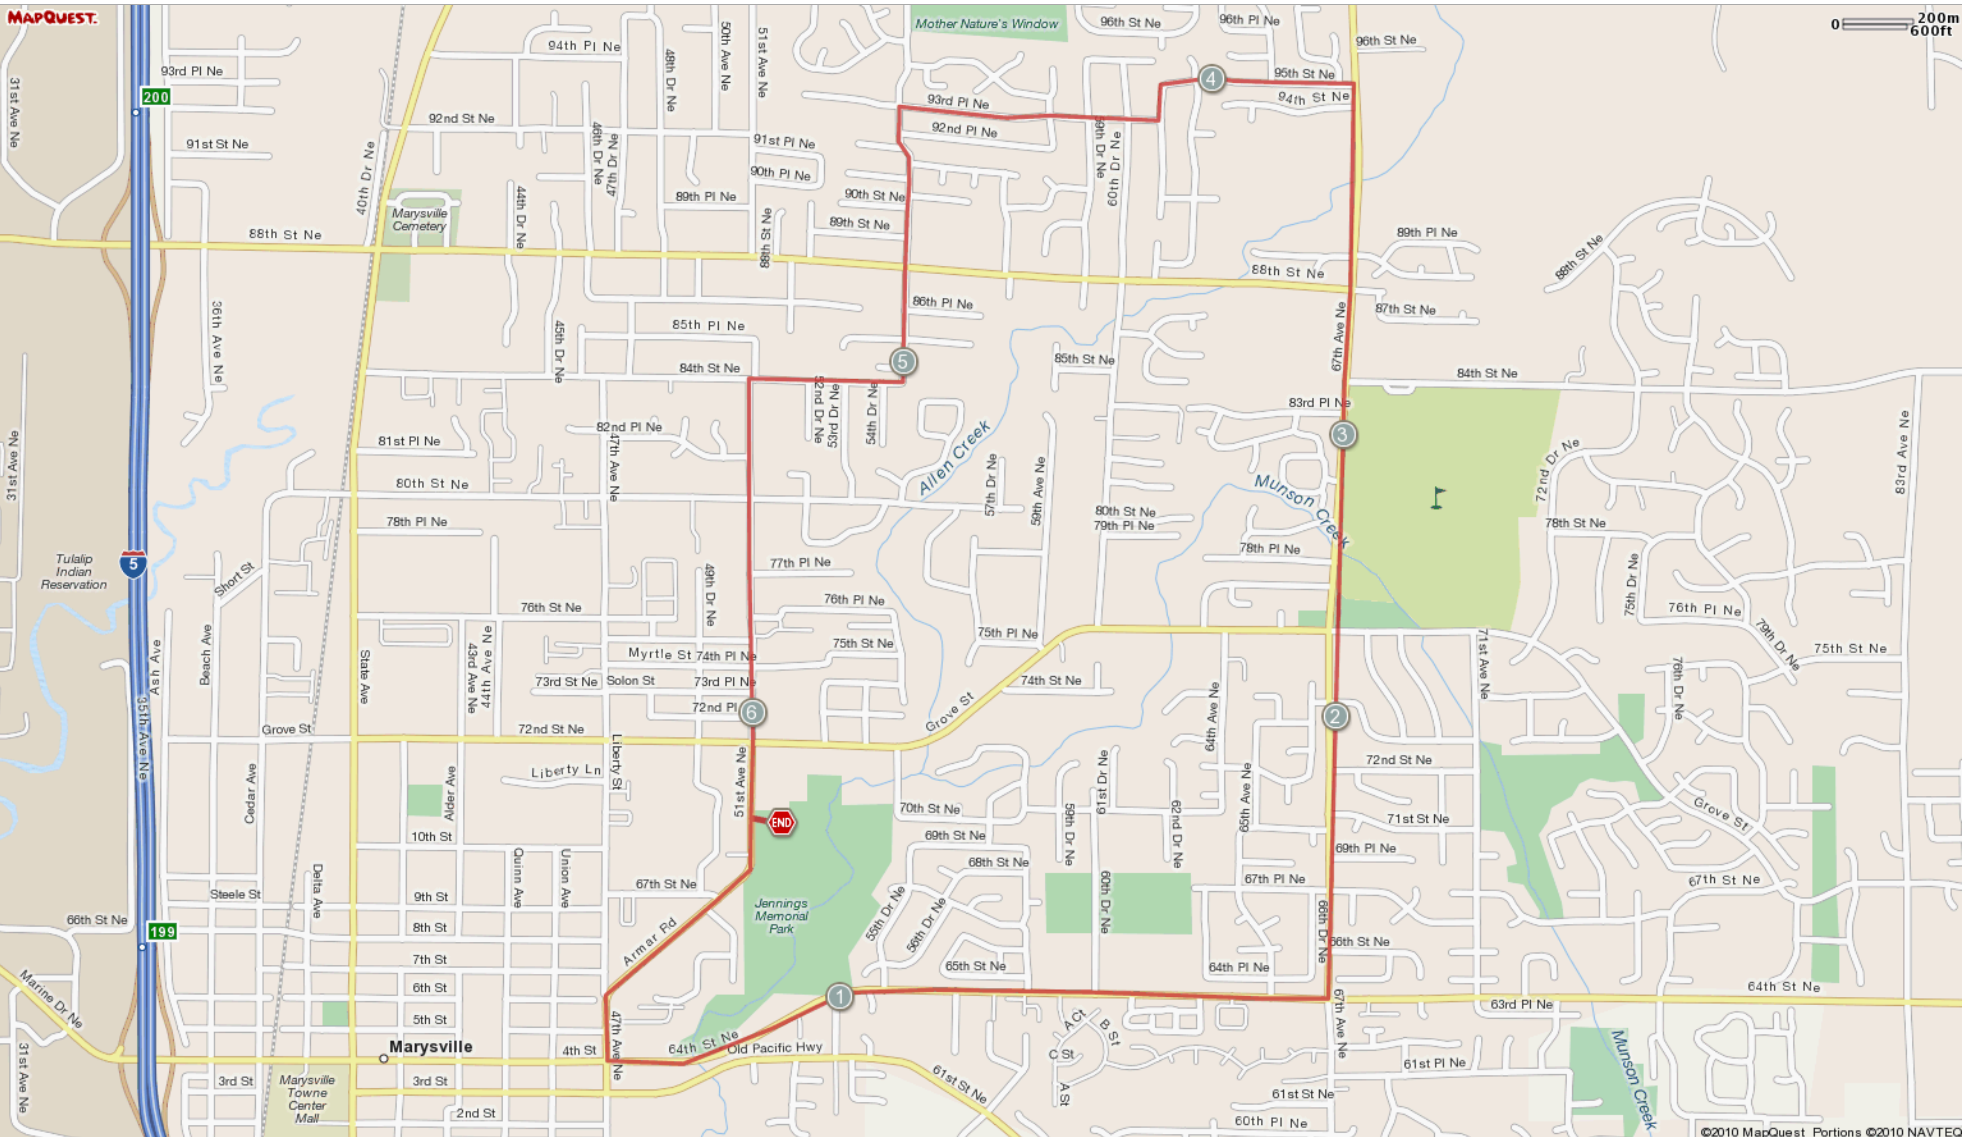 MAPQUEST.
Mother Nature's Window
96th St Ne
96th Pl Ne
96th St Ne
0 200m
600ft
94th Pl Ne
50th Ave Ne
51st Ave Ne
48th Dr Ne
93rd Pl Ne
31st Ave Ne
200
95th St Ne
4
94th St Ne
93rd Pl Ne
92nd St Ne
92nd Pl Ne
91st St Ne
91st Pl Ne
46th Dr Ne
47th Dr Ne
59th Dr Ne
60th Dr Ne
40th Dr Ne
90th Pl Ne
89th Pl Ne
90th St Ne
44th Dr Ne
Marysville
Cemetery
89th St Ne
88th St Ne
88th St Ne
89th Pl Ne
88th St Ne
88th St Ne
86th Pl Ne
87th St Ne
36th Ave Ne
45th Dr Ne
85th Pl Ne
67th Ave Ne
5
85th St Ne
84th St Ne
84th St Ne
52nd Dr Ne
53rd Dr Ne
54th Dr Ne
83rd Pl Ne
3
82nd Pl Ne
81st Pl Ne
47th Ave Ne
31st Ave Ne
Allen Creek
83rd Ave Ne
72nd Dr Ne
57th Dr Ne
59th Ave Ne
80th St Ne
Munson Creek
80th St Ne
79th Pl Ne
78th Pl Ne
78th St Ne
78th Pl Ne
Tulalip
Indian
Reservation
5
Short St
77th Pl Ne
49th Dr Ne
75th Dr Ne
76th St Ne
76th Pl Ne
76th Pl Ne
79th Dr Ne
75th Pl Ne
75th St Ne
75th St Ne
Ash Ave
Beach Ave
State Ave
43rd Ave Ne
44th Ave Ne
Myrtle St
74th Pl Ne
71st Ave Ne
76th Dr Ne
73rd St Ne
Solon St
73rd Pl Ne
74th St Ne
72nd Pl
6
2
35th Ave Ne
Grove St
72nd St Ne
Grove St
64th Ave Ne
Liberty St
51st Ave Ne
72nd St Ne
Liberty Ln
Cedar Ave
Alder Ave
61st Dr Ne
65th Ave Ne
70th St Ne
59th Dr Ne
62nd Dr Ne
END
71st St Ne
Grove St
10th St
69th St Ne
69th Pl Ne
68th St Ne
Delta Ave
Quinn Ave
Union Ave
67th St Ne
67th Pl Ne
67th St Ne
Steele St
9th St
60th Dr Ne
66th St Ne
199
Jennings
Memorial
Park
55th Dr Ne
56th Dr Ne
66th Dr Ne
8th St
Armar Rd
66th St Ne
7th St
65th St Ne
64th Pl Ne
6th St
1
64th St Ne
63rd Pl Ne
Marine Dr Ne
5th St
47th Ave Ne
67th Ave Ne
A Ct
B St
31st Ave Ne
Marysville
4th St
64th St Ne
Old Pacific Hwy
C St
61st Pl Ne
Munson Creek
3rd St
Marysville
Towne
Center
Mall
3rd St
61st St Ne
A St
61st St Ne
2nd St
60th Pl Ne
©2010 MapQuest Portions ©2010 NAVTEQ